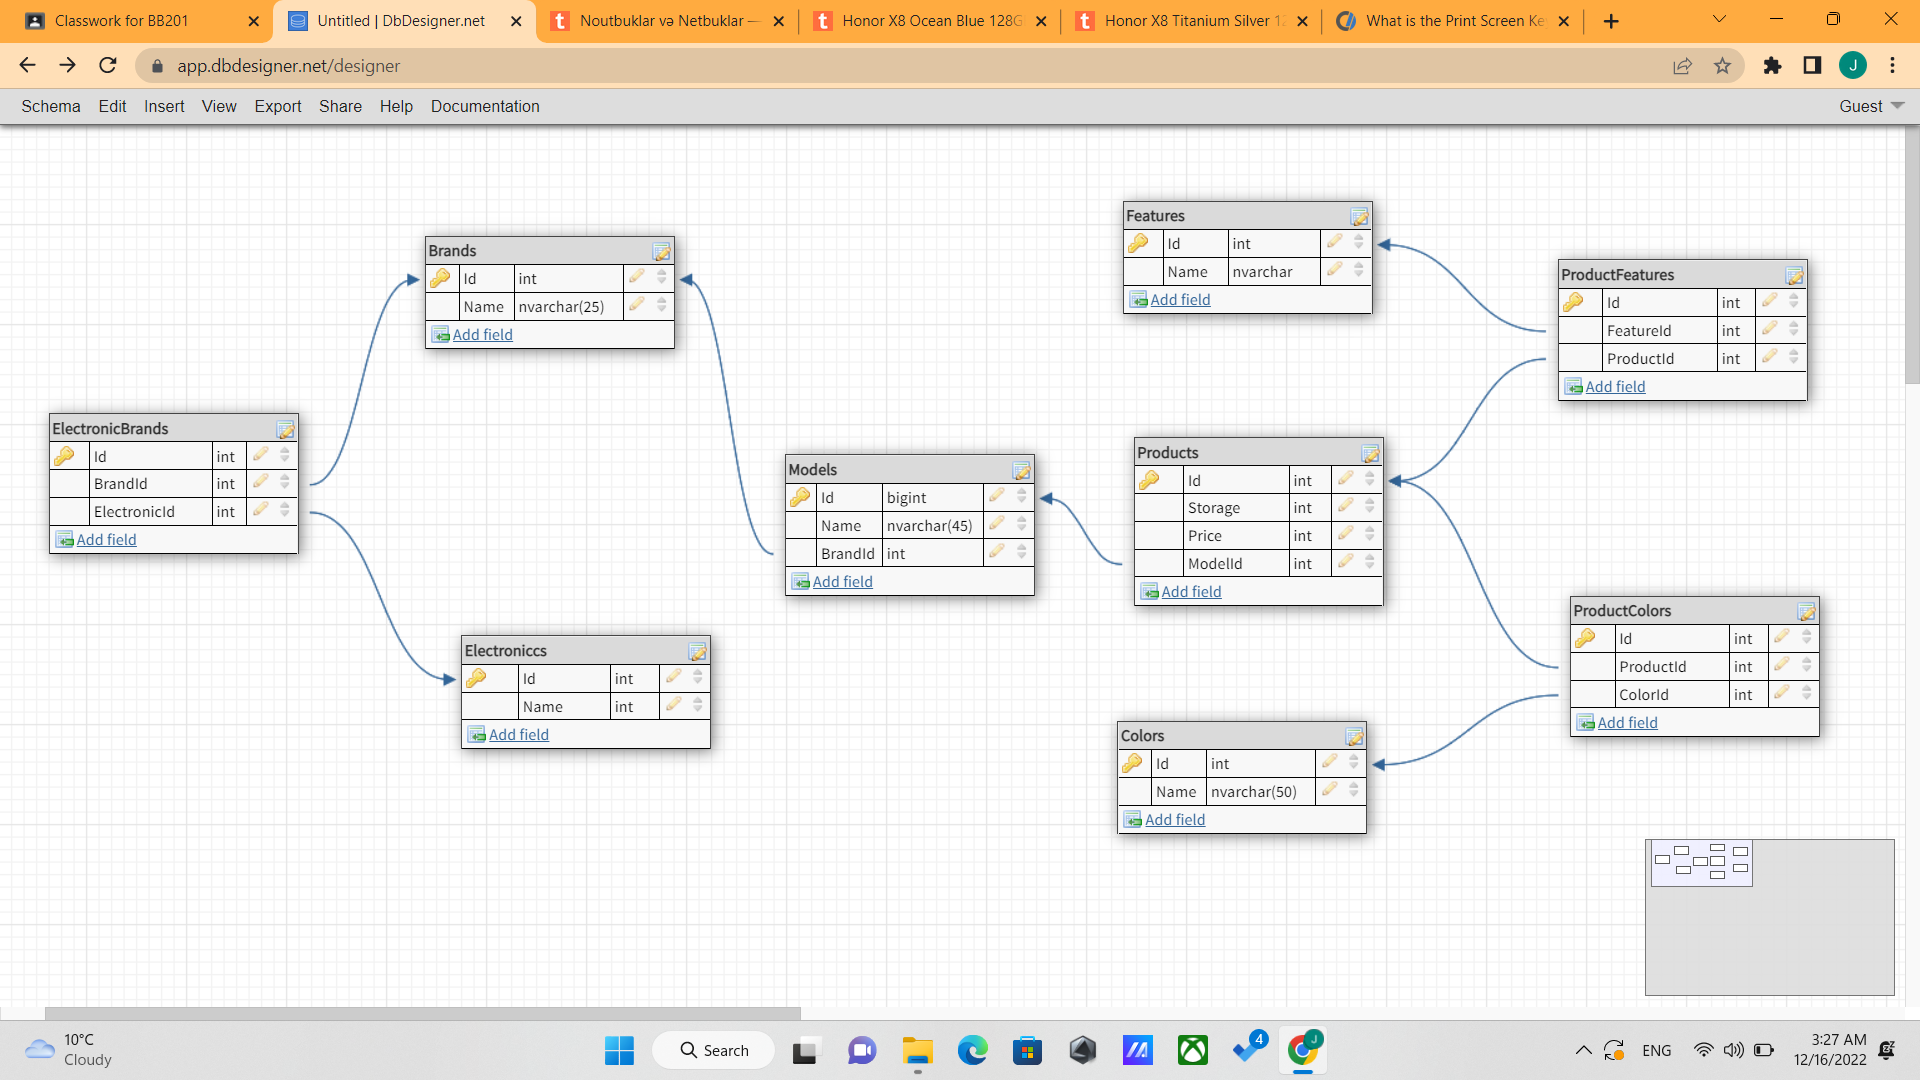 Classwork for BB201
Untitled | DbDesigner.net
Noutbuklar və Netbuklar —
Honor X8 Ocean Blue 128G
Honor X8 Titanium Silver 12
What is the Print Screen Ke
app.dbdesigner.net/designer
J
Schema Edit Insert View Export Share Help Documentation
Guest
Brands
Id int
Name nvarchar(25)
Add field
ElectronicBrands
Id int
BrandId int
ElectronicId int
Add field
Electroniccs
Id int
Name int
Add field
Models
Id bigint
Name nvarchar(45)
BrandId int
Add field
Features
Id int
Name nvarchar
Add field
Products
Id int
Storage int
Price int
ModelId int
Add field
Colors
Id int
Name nvarchar(50)
Add field
ProductFeatures
Id int
FeatureId int
ProductId int
Add field
ProductColors
Id int
ProductId int
ColorId int
Add field
10°C
Cloudy
Search
4
J
ENG
3:27 AM
12/16/2022